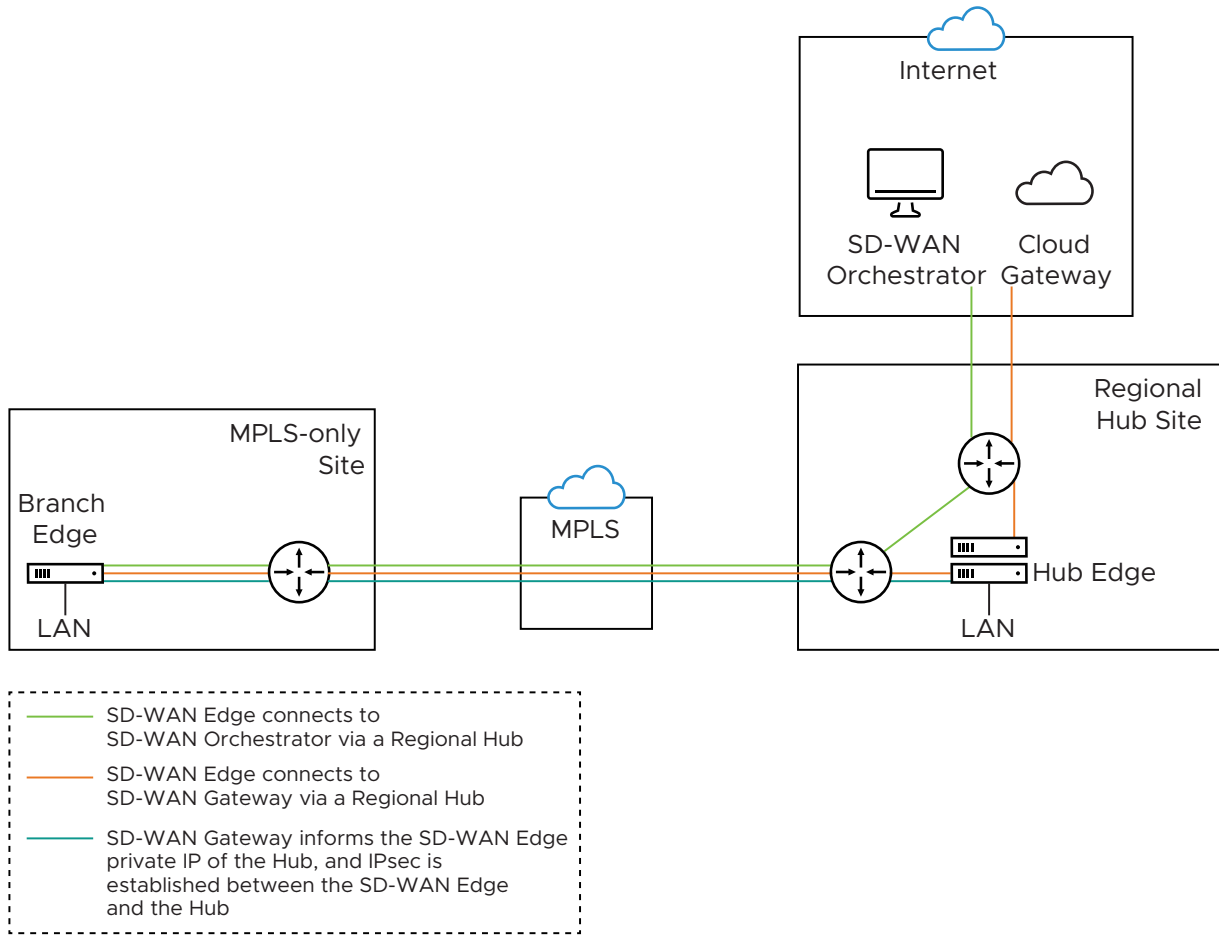 Internet
SD-WAN
Orchestrator
Cloud
Gateway
Regional
Hub Site
MPLS-only
Site
Branch
Edge
MPLS
Hub Edge
LAN
LAN
SD-WAN Edge connects to
SD-WAN Orchestrator via a Regional Hub
SD-WAN Edge connects to
SD-WAN Gateway via a Regional Hub
SD-WAN Gateway informs the SD-WAN Edge
private IP of the Hub, and IPsec is
established between the SD-WAN Edge
and the Hub